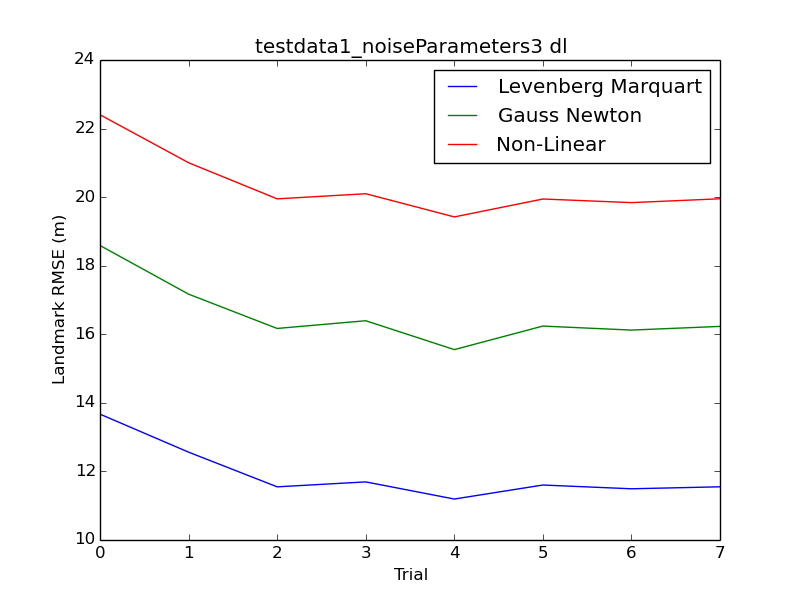 testdata1_noiseParameters3 dl
24
22
20
18
16
14
12
10
Landmark RMSE (m)
Levenberg Marquart
Gauss Newton
Non-Linear
0 1 2 3 4 5 6 7
Trial